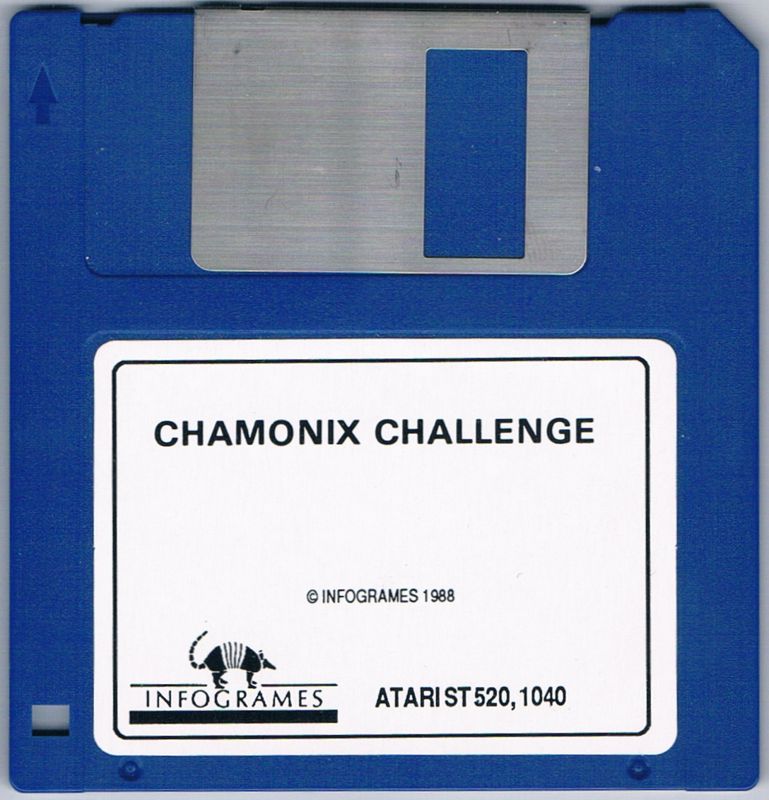 CHAMONIX CHALLENGE
© INFOGRAMES 1988
INFOGRAMES
ATARI ST 520, 1040